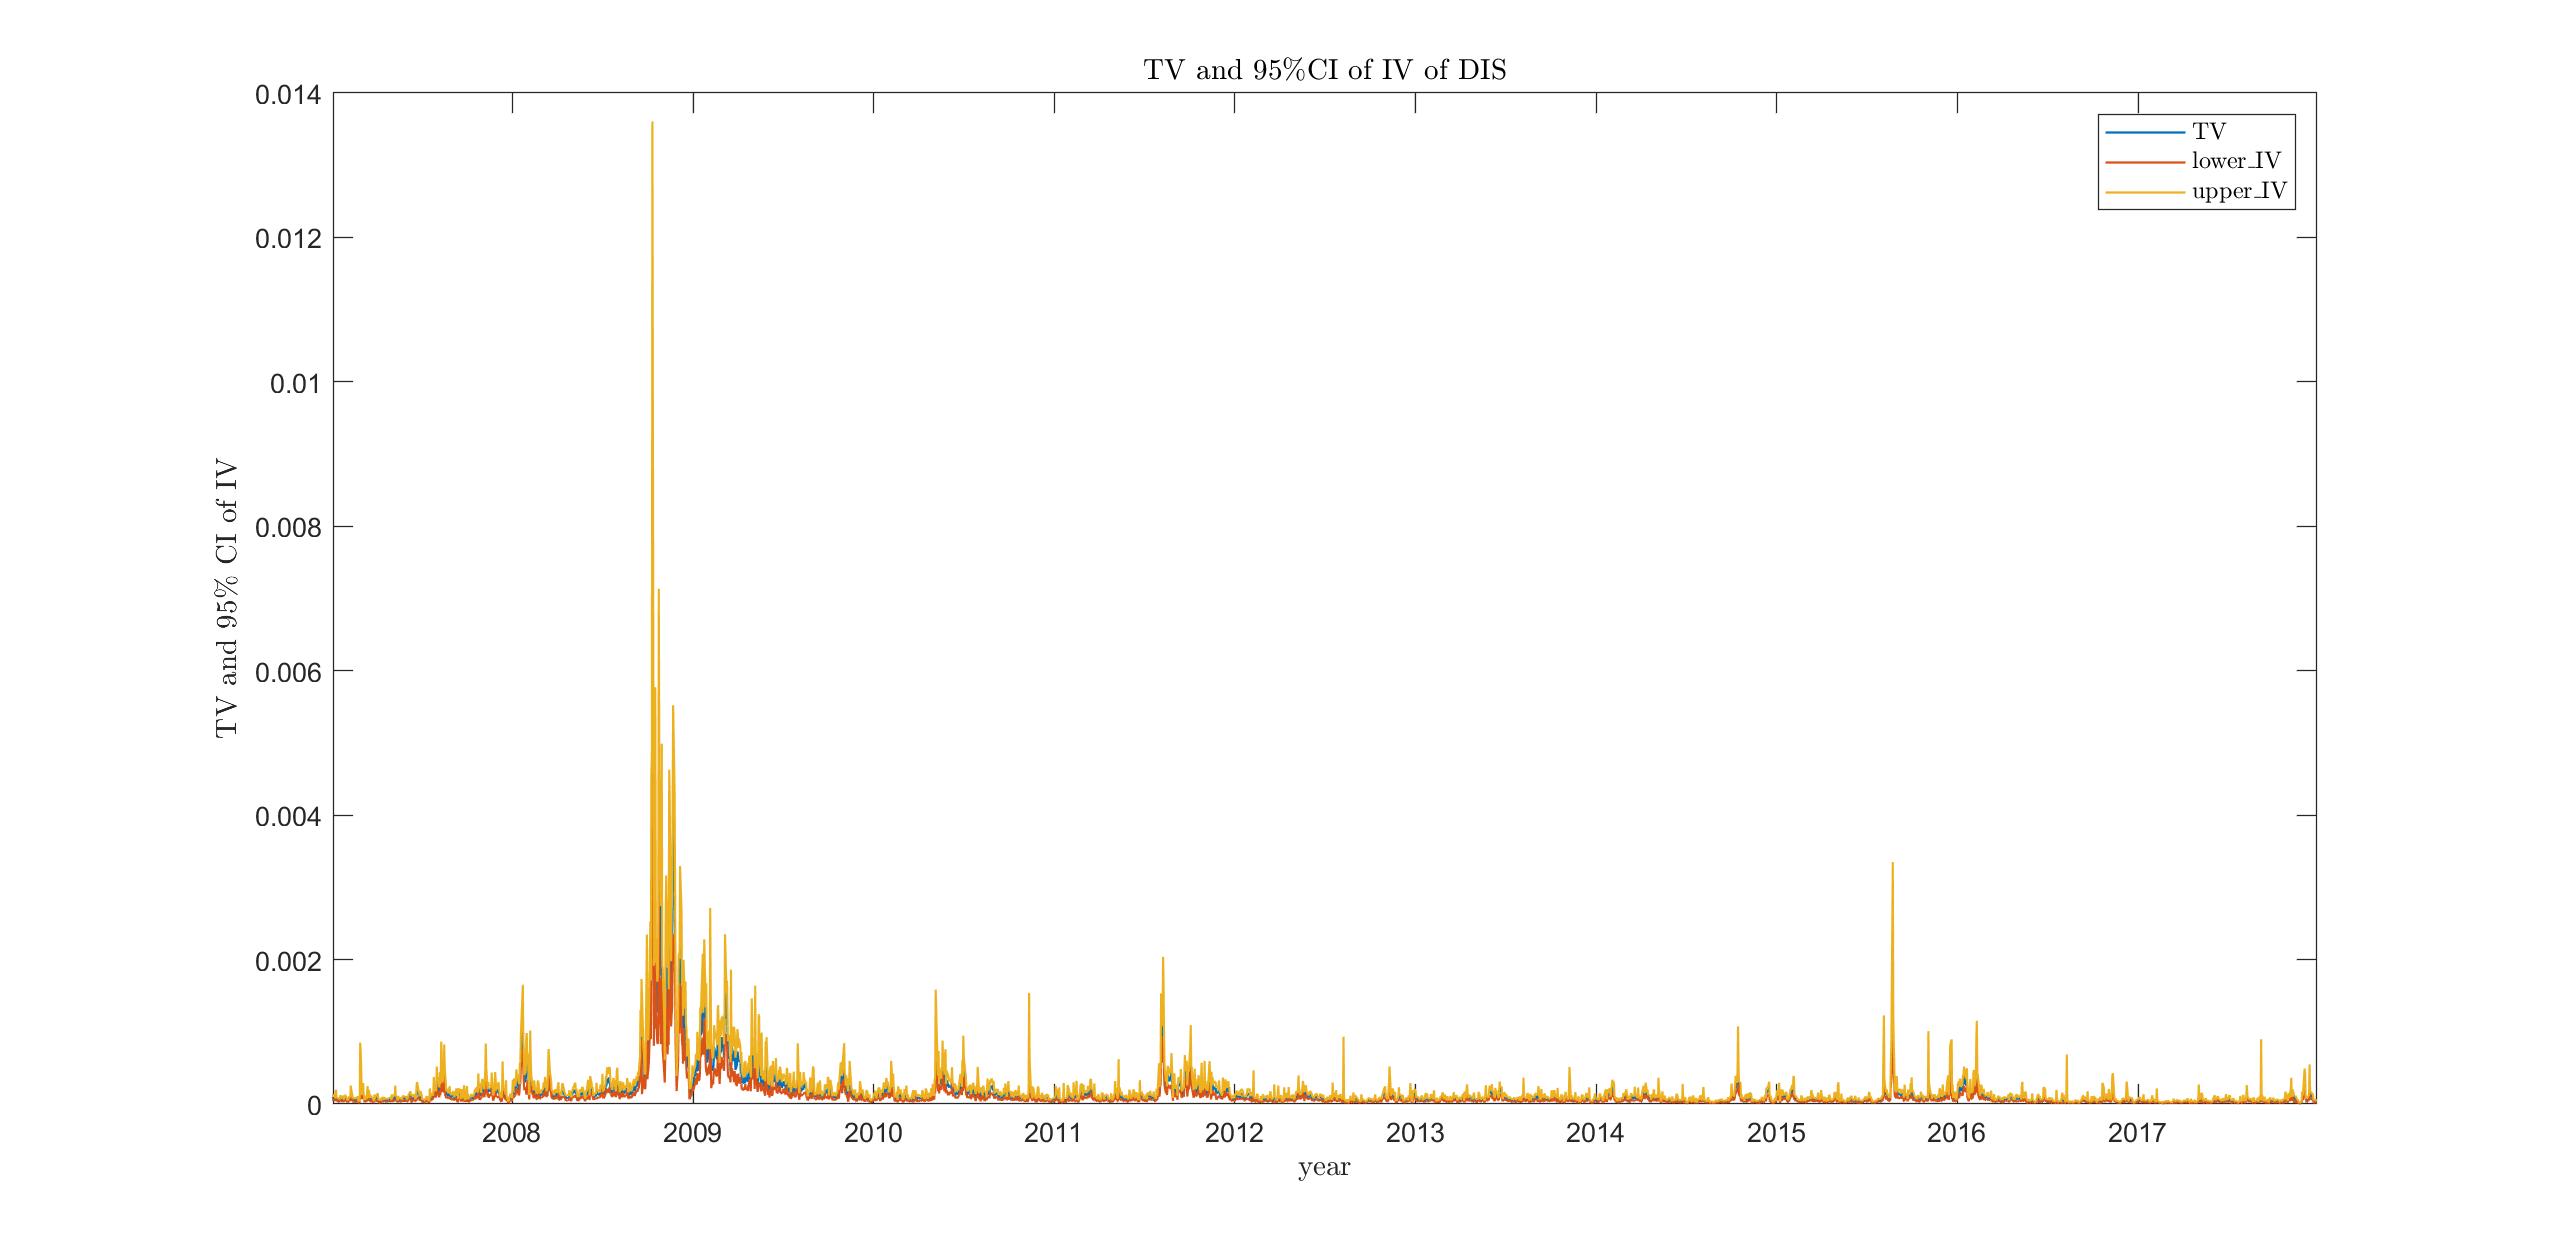 TV and 95%CI of IV of DIS
0.014
0.012
0.01
0.008
0.006
0.004
0.002
0
TV and 95% CI of IV
TV
lower_IV
upper_IV
2008 2009 2010 2011 2012 2013 2014 2015 2016 2017
year